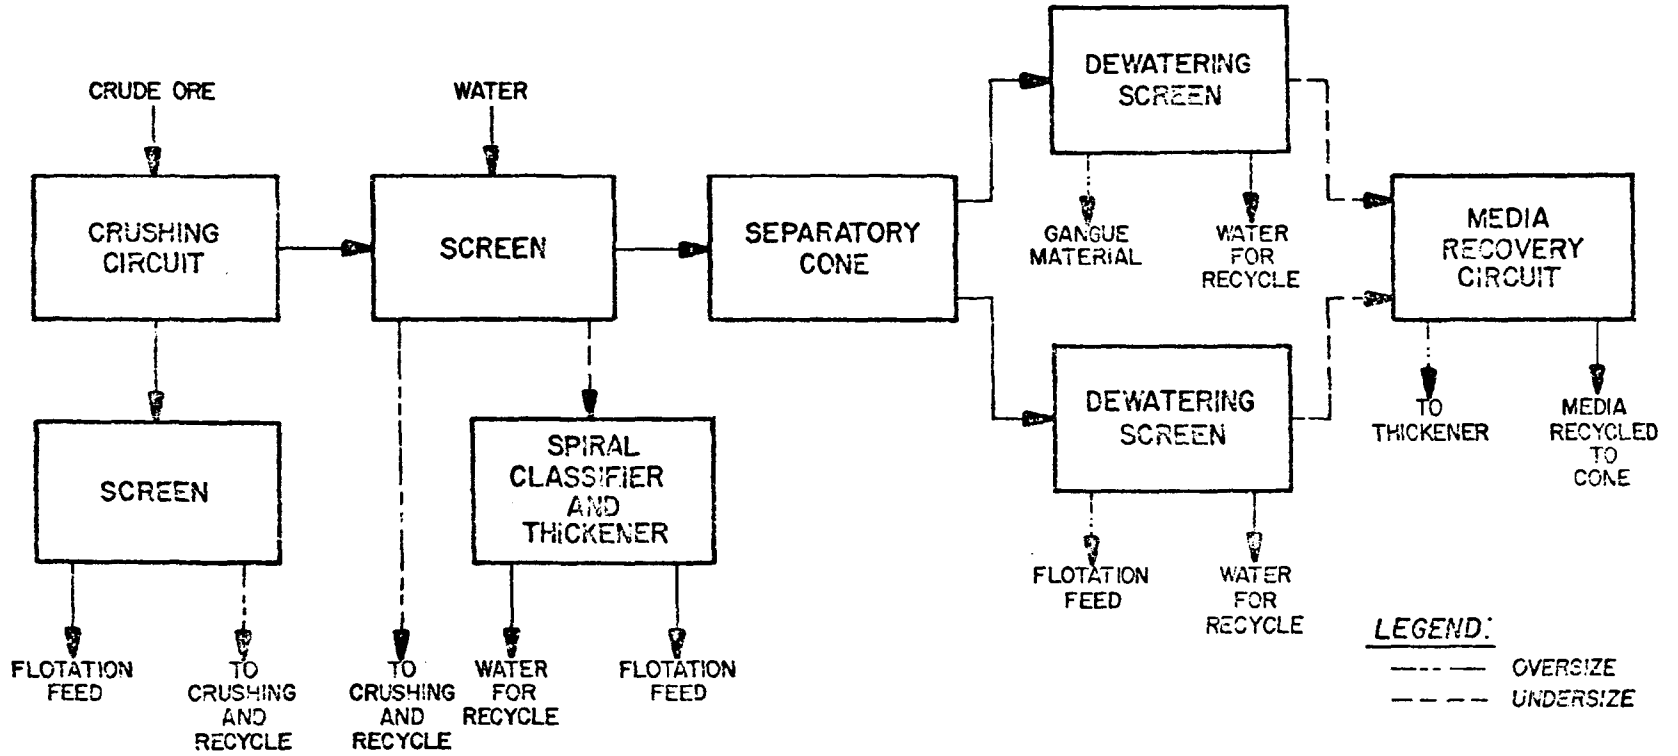 CRUDE ORE
WATER
CRUSHING
CIRCUIT
SCREEN
SEPARATORY
CONE
DEWATERING
SCREEN
GANGUE
MATERIAL
WATER
FOR
RECYCLE
MEDIA
RECOVERY
CIRCUIT
SCREEN
SPIRAL
CLASSIFIER
AND
THICKENER
DEWATERING
SCREEN
TO
THICKENER
MEDIA
RECYCLED
TO
CONE
FLOTATION
FEED
WATER
FOR
RECYCLE
FLOTATION
FEED
TO
CRUSHING
AND
RECYCLE
TO
CRUSHING
AND
RECYCLE
WATER
FOR
RECYCLE
FLOTATION
FEED
LEGEND:
OVERSIZE
UNDERSIZE